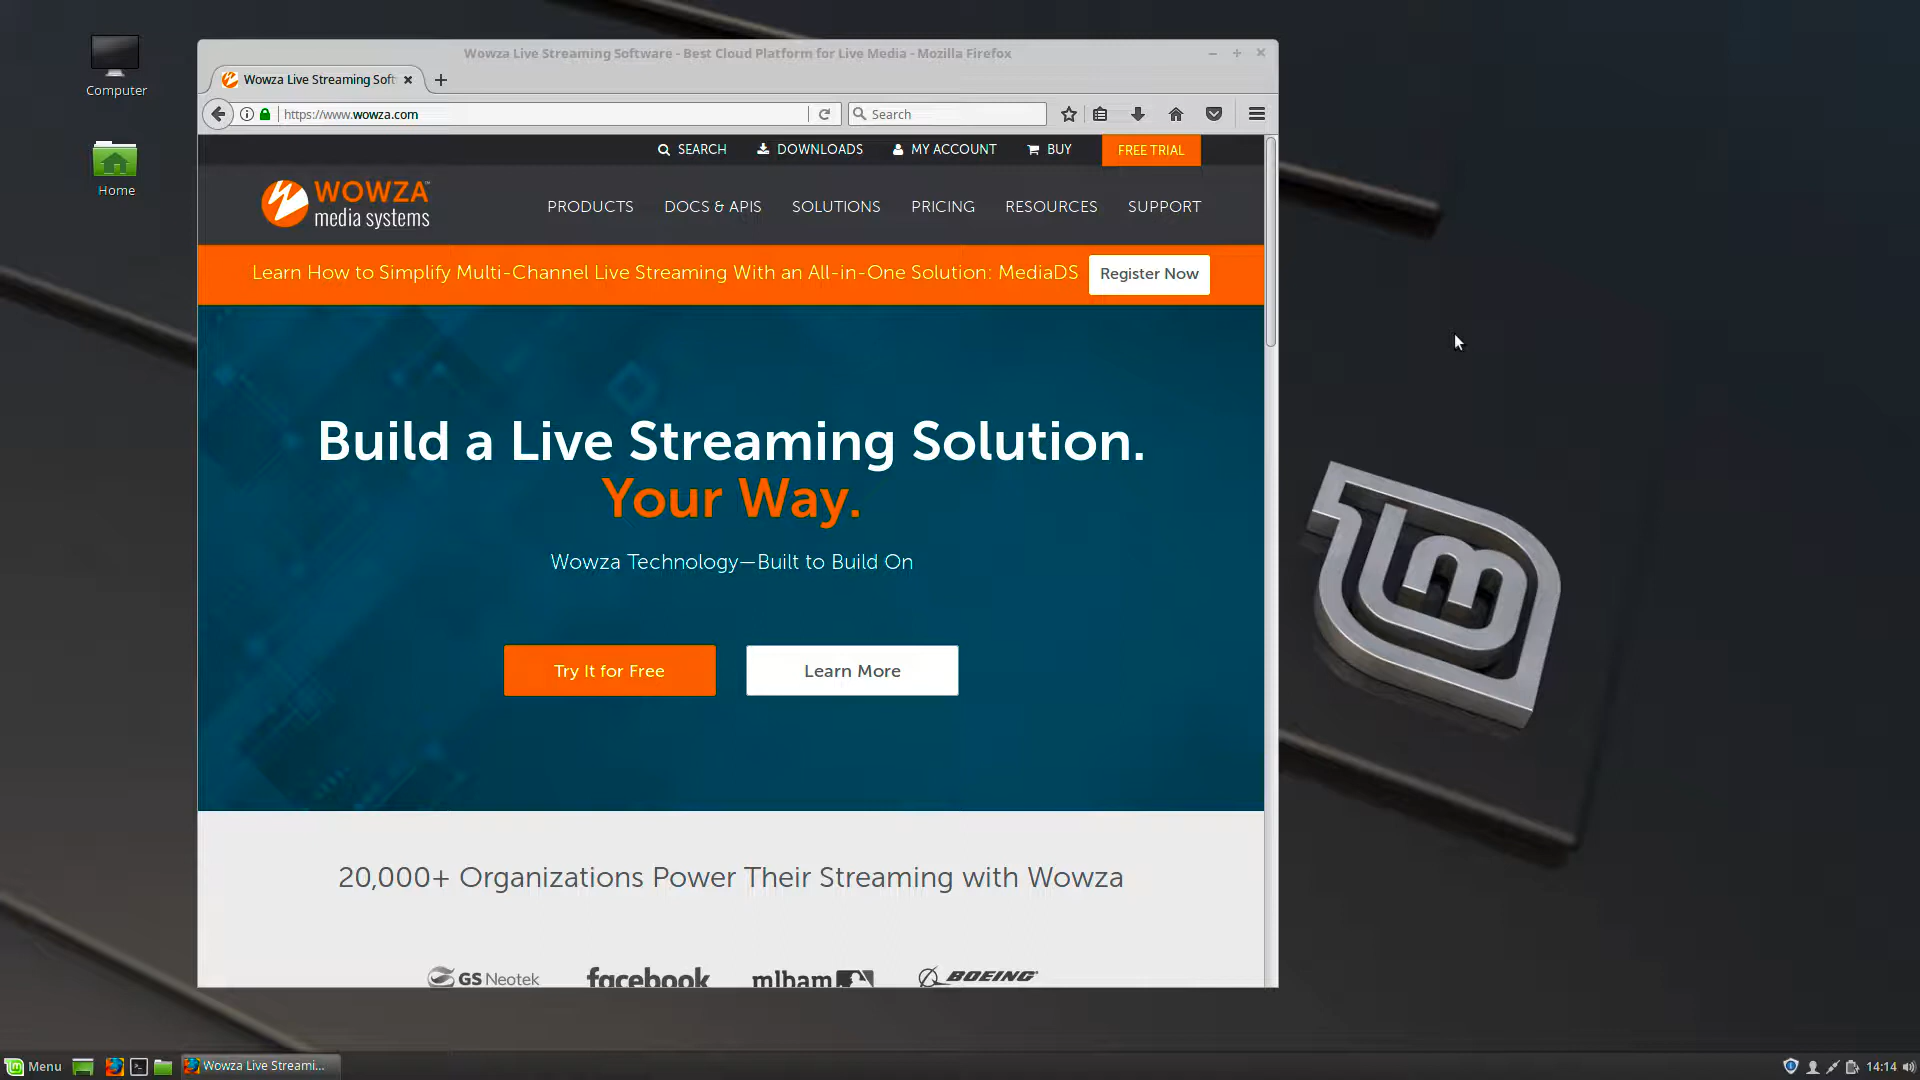 Computer
Home
Wowza Live Streaming Software - Best Cloud Platform for Live Media - Mozilla Firefox
Wowza Live Streaming Soft
https://www.wowza.com
Search
SEARCH
DOWNLOADS
MY ACCOUNT
BUY
FREE TRIAL
WOWZA™
media systems
PRODUCTS
DOCS & APIS
SOLUTIONS
PRICING
RESOURCES
SUPPORT
Learn How to Simplify Multi-Channel Live Streaming With an All-in-One Solution: MediaDS
Register Now
Build a Live Streaming Solution.
Your Way.
Wowza Technology—Built to Build On
Try It for Free
Learn More
20,000+ Organizations Power Their Streaming with Wowza
GS Neotek
facebook
mlbam
BOEING
Menu
Wowza Live Streami...
14:14